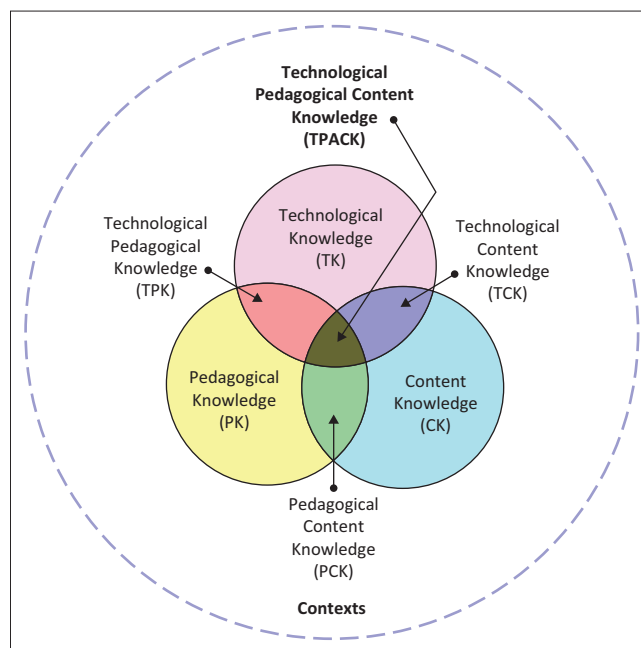 Technological
Pedagogical Content
Knowledge
(TPACK)
Technological
Pedagogical
Knowledge
(TPK)
Technological
Knowledge
(TK)
Technological
Content
Knowledge
(TCK)
Pedagogical
Knowledge
(PK)
Content
Knowledge
(CK)
Pedagogical
Content
Knowledge
(PCK)
Contexts